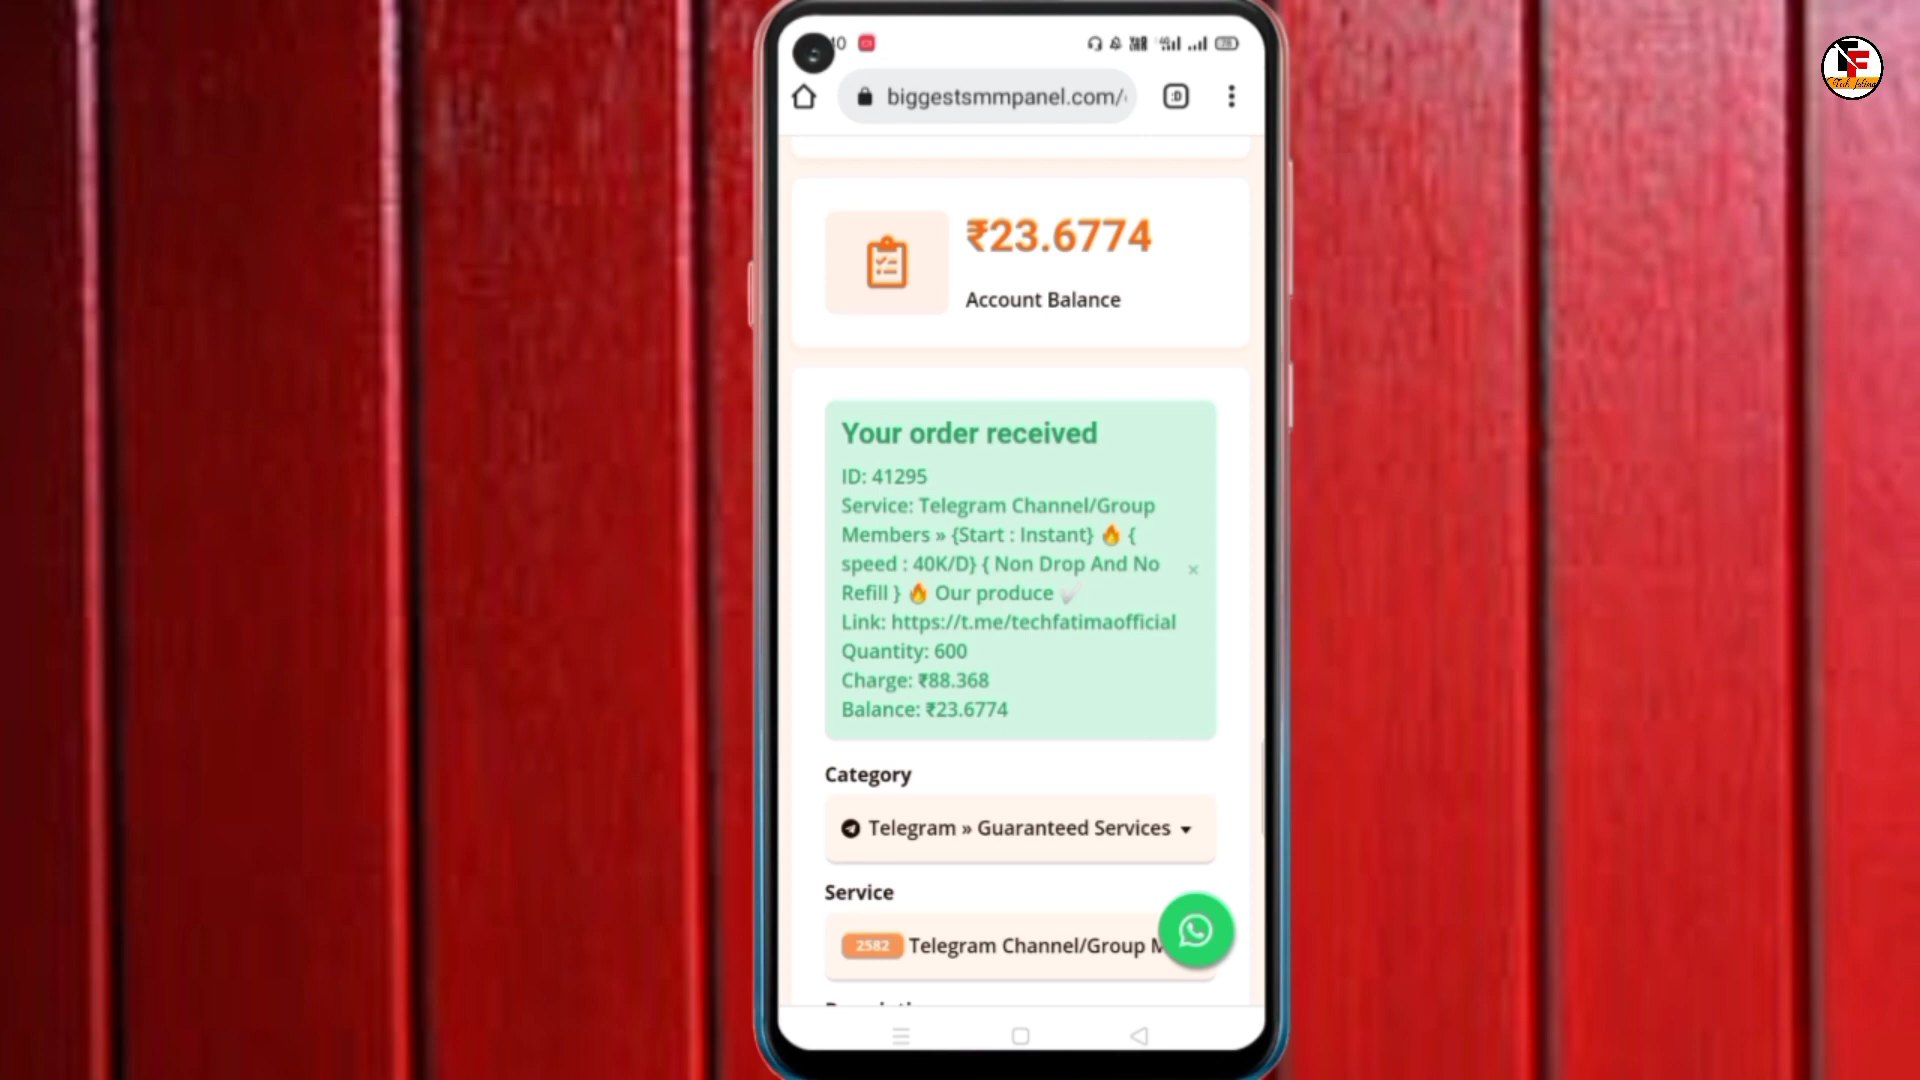 biggestsmmpanel.com/
:D
₹23.6774
Account Balance
Your order received
ID: 41295
Service: Telegram Channel/Group
Members » {Start : Instant} 🔥 {
speed : 40K/D} { Non Drop And No
Refill } 🔥 Our produce ✔
Link: https://t.me/techfatimaofficial
Quantity: 600
Charge: ₹88.368
Balance: ₹23.6774
Category
Telegram » Guaranteed Services
Service
2582 Telegram Channel/Group